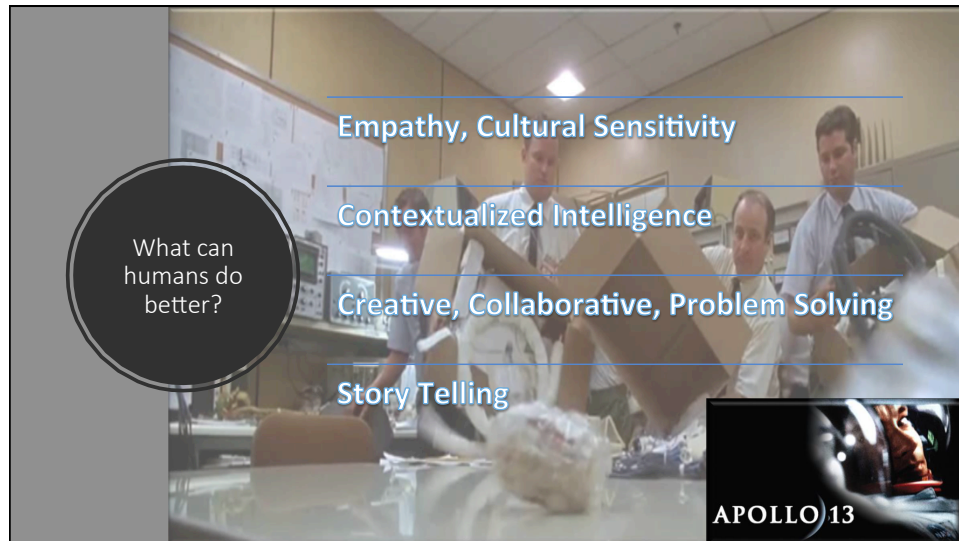 What can
humans do
better?
Empathy, Cultural Sensitivity
Contextualized Intelligence
Creative, Collaborative, Problem Solving
Story Telling
APOLLO 13